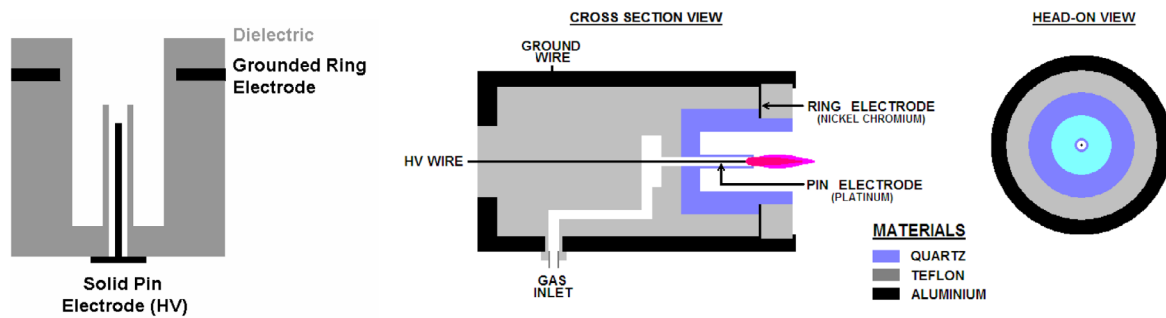 Dielectric
Grounded Ring
Electrode
Solid Pin
Electrode (HV)
CROSS SECTION VIEW
GROUND
WIRE
RING ELECTRODE
(NICKEL CHROMIUM)
HV WIRE
PIN ELECTRODE
(PLATINUM)
GAS
INLET
MATERIALS
QUARTZ
TEFLON
ALUMINIUM
HEAD-ON VIEW